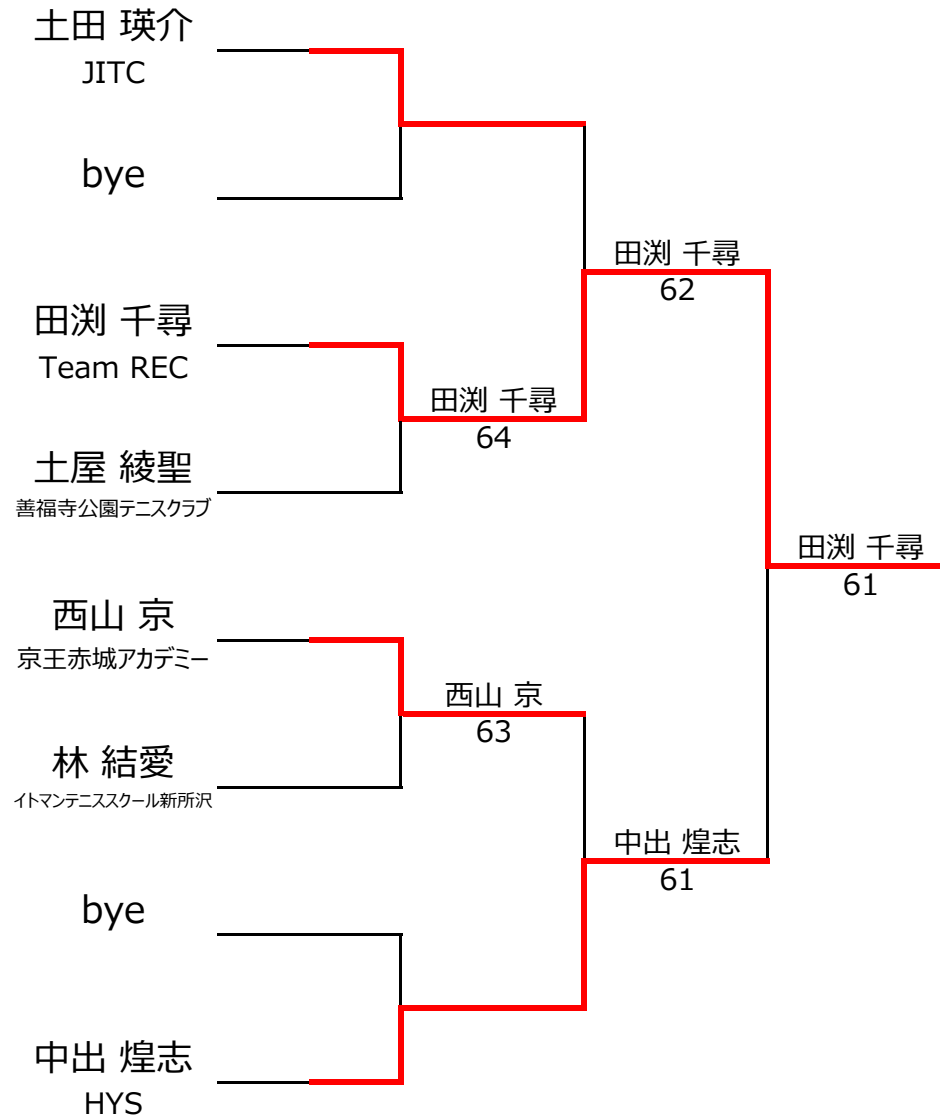 土田 瑛介
JITC
bye
田渕 千尋
Team REC
土屋 綾聖
善福寺公園テニスクラブ
西山 京
京王赤城アカデミー
林 結愛
イトマンテニススクール新所沢
bye
中出 煌志
HYS
田渕 千尋
64
西山 京
63
田渕 千尋
62
中出 煌志
61
田渕 千尋
61